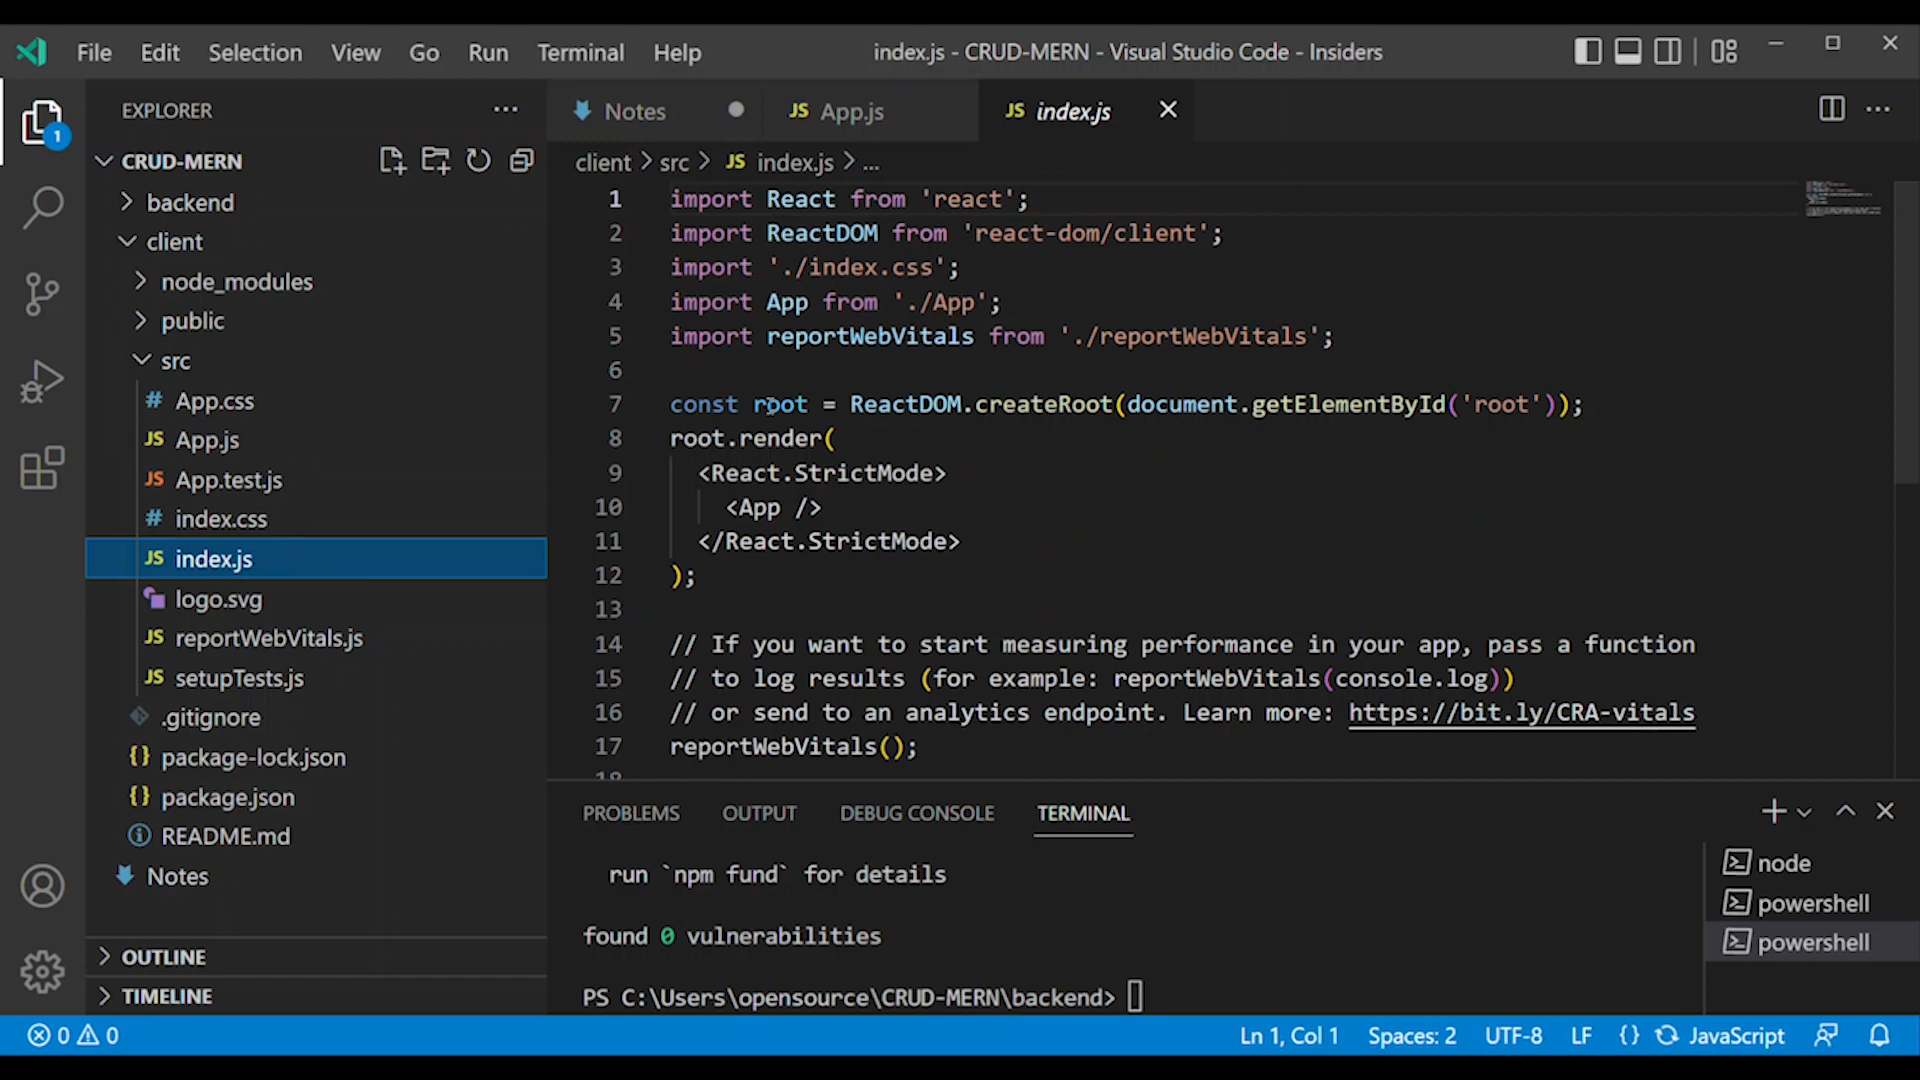 File Edit Selection View Go Run Terminal Help index.js - CRUD-MERN - Visual Studio Code - Insiders
1
EXPLORER
CRUD-MERN
backend
client
node_modules
public
src
# App.css
JS App.js
JS App.test.js
# index.css
JS index.js
logo.svg
JS reportWebVitals.js
JS setupTests.js
.gitignore
{} package-lock.json
{} package.json
README.md
Notes
OUTLINE
TIMELINE
Notes JS App.js JS index.js
client > src > JS index.js > ...
1 import React from 'react';
2 import ReactDOM from 'react-dom/client';
3 import './index.css';
4 import App from './App';
5 import reportWebVitals from './reportWebVitals';
6
7 const root = ReactDOM.createRoot(document.getElementById('root'));
8 root.render(
9 <React.StrictMode>
10 <App />
11 </React.StrictMode>
12 );
13
14 // If you want to start measuring performance in your app, pass a function
15 // to log results (for example: reportWebVitals(console.log))
16 // or send to an analytics endpoint. Learn more: https://bit.ly/CRA-vitals
17 reportWebVitals();
18
PROBLEMS OUTPUT DEBUG CONSOLE TERMINAL
run `npm fund` for details
found 0 vulnerabilities
PS C:\Users\opensource\CRUD-MERN\backend>
node
powershell
powershell
0 0 Ln 1, Col 1 Spaces: 2 UTF-8 LF {} JavaScript